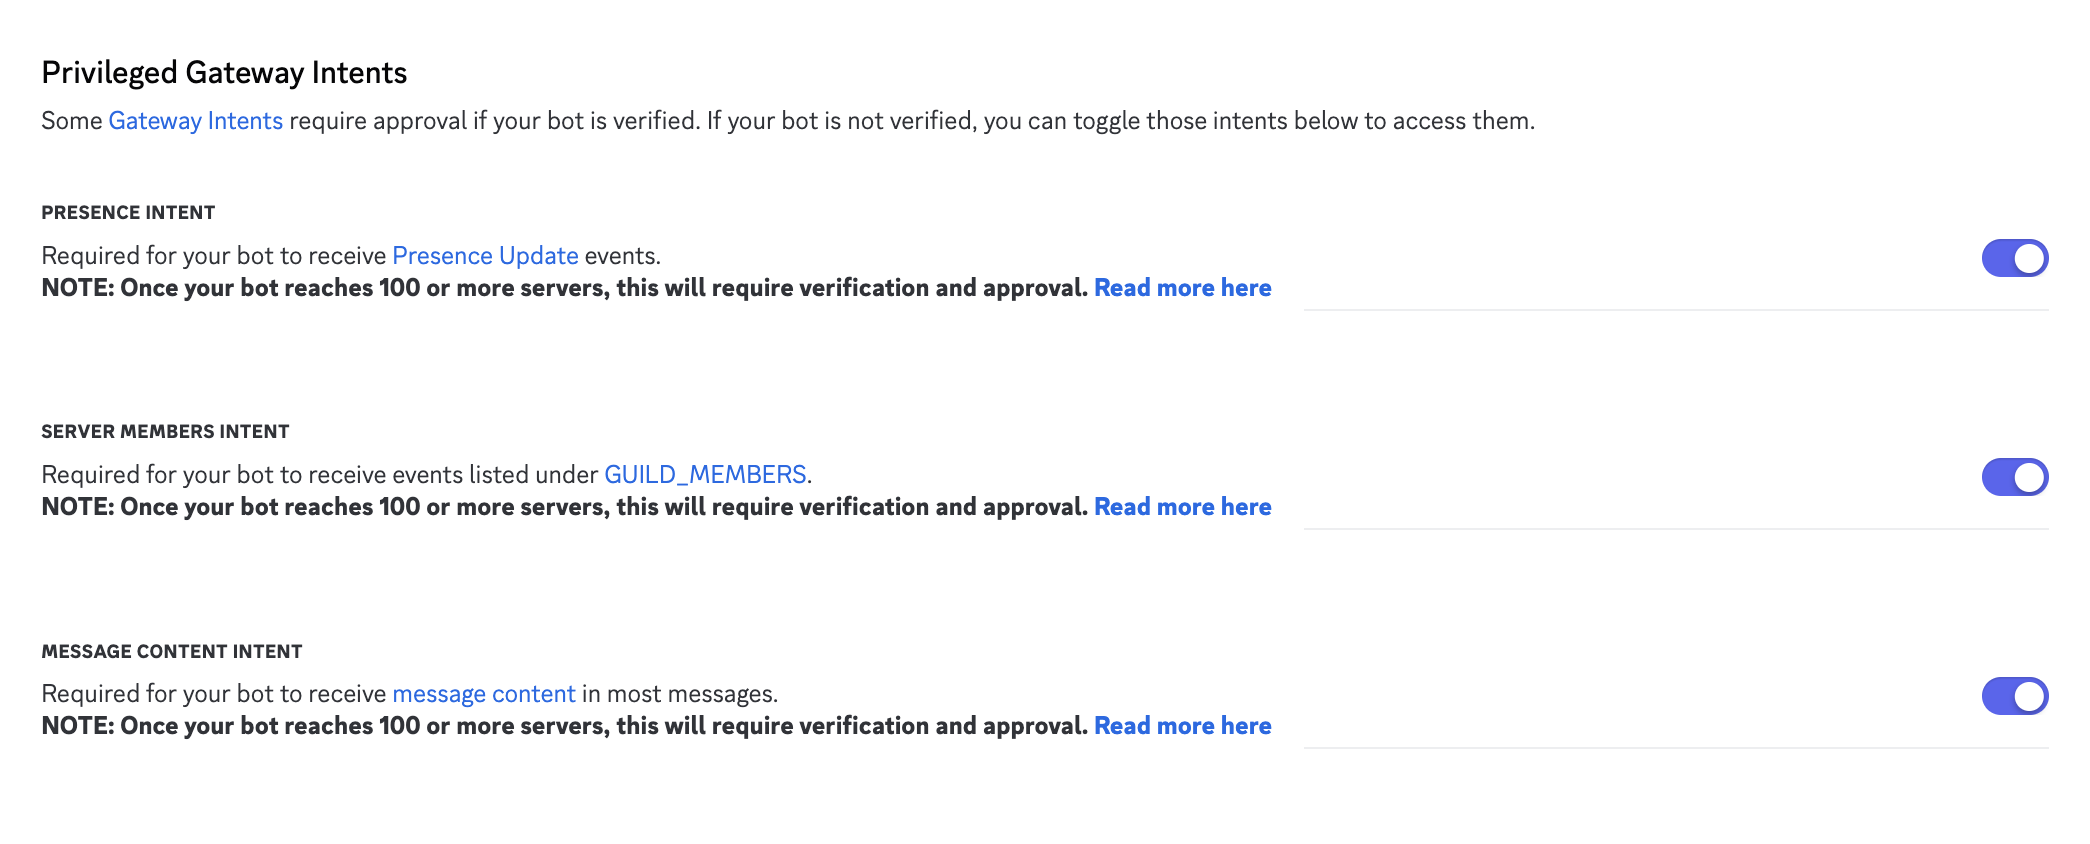 Privileged Gateway Intents
Some Gateway Intents require approval if your bot is verified. If your bot is not verified, you can toggle those intents below to access them.
PRESENCE INTENT
Required for your bot to receive Presence Update events.
NOTE: Once your bot reaches 100 or more servers, this will require verification and approval. Read more here
SERVER MEMBERS INTENT
Required for your bot to receive events listed under GUILD_MEMBERS.
NOTE: Once your bot reaches 100 or more servers, this will require verification and approval. Read more here
MESSAGE CONTENT INTENT
Required for your bot to receive message content in most messages.
NOTE: Once your bot reaches 100 or more servers, this will require verification and approval. Read more here